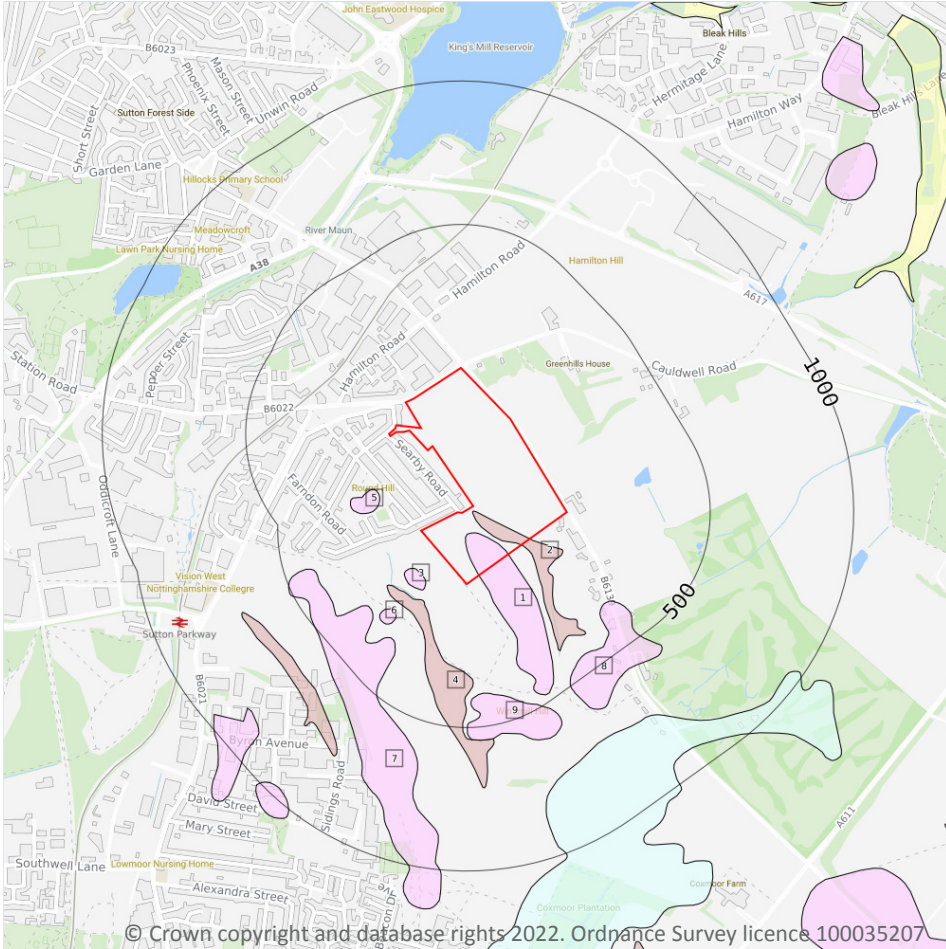 John Eastwood Hospice
B6023
King's Mill Reservoir
Bleak Hills
Mason Street
Phoenix Street
Unwin Road
Hermitage Lane
Short Street
Sutton Forest Side
Hamilton Way
Bleak Hills Lane
Garden Lane
Hillocks Primary School
Meadowcroft
River Maun
Lawn Park Nursing Home
A38
Hamilton Road
Hamilton Hill
A617
Station Road
Hamilton Road
Greenhills House
Cauldwell Road
1000
B6022
Searby Road
Round Hill
5
Farndon Road
Oddicroft Lane
2
3
Vision West
Nottinghamshire Collegre
1
B613
500
6
Sutton Parkway
8
4
B6021
9
Byron Avenue
7
David Street
Sidings Road
Mary Street
A611
Southwell Lane
Lowmoor Nursing Home
Alexandra Street
Coxmoor Farm
Coxmoor Plantation
© Crown copyright and database rights 2022. Ordnance Survey licence 100035207.